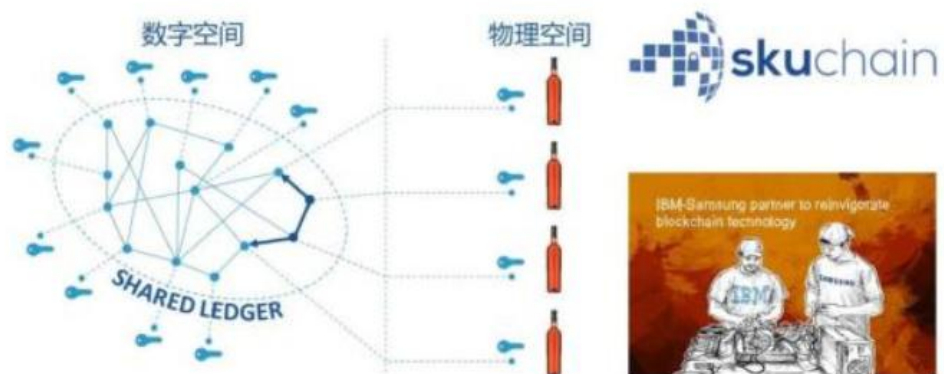 数字空间
物理空间
skuchain
SHARED LEDGER
IBM-Samsung partner to reinvigorate
blockchain technology
IBM
SAMSUNG